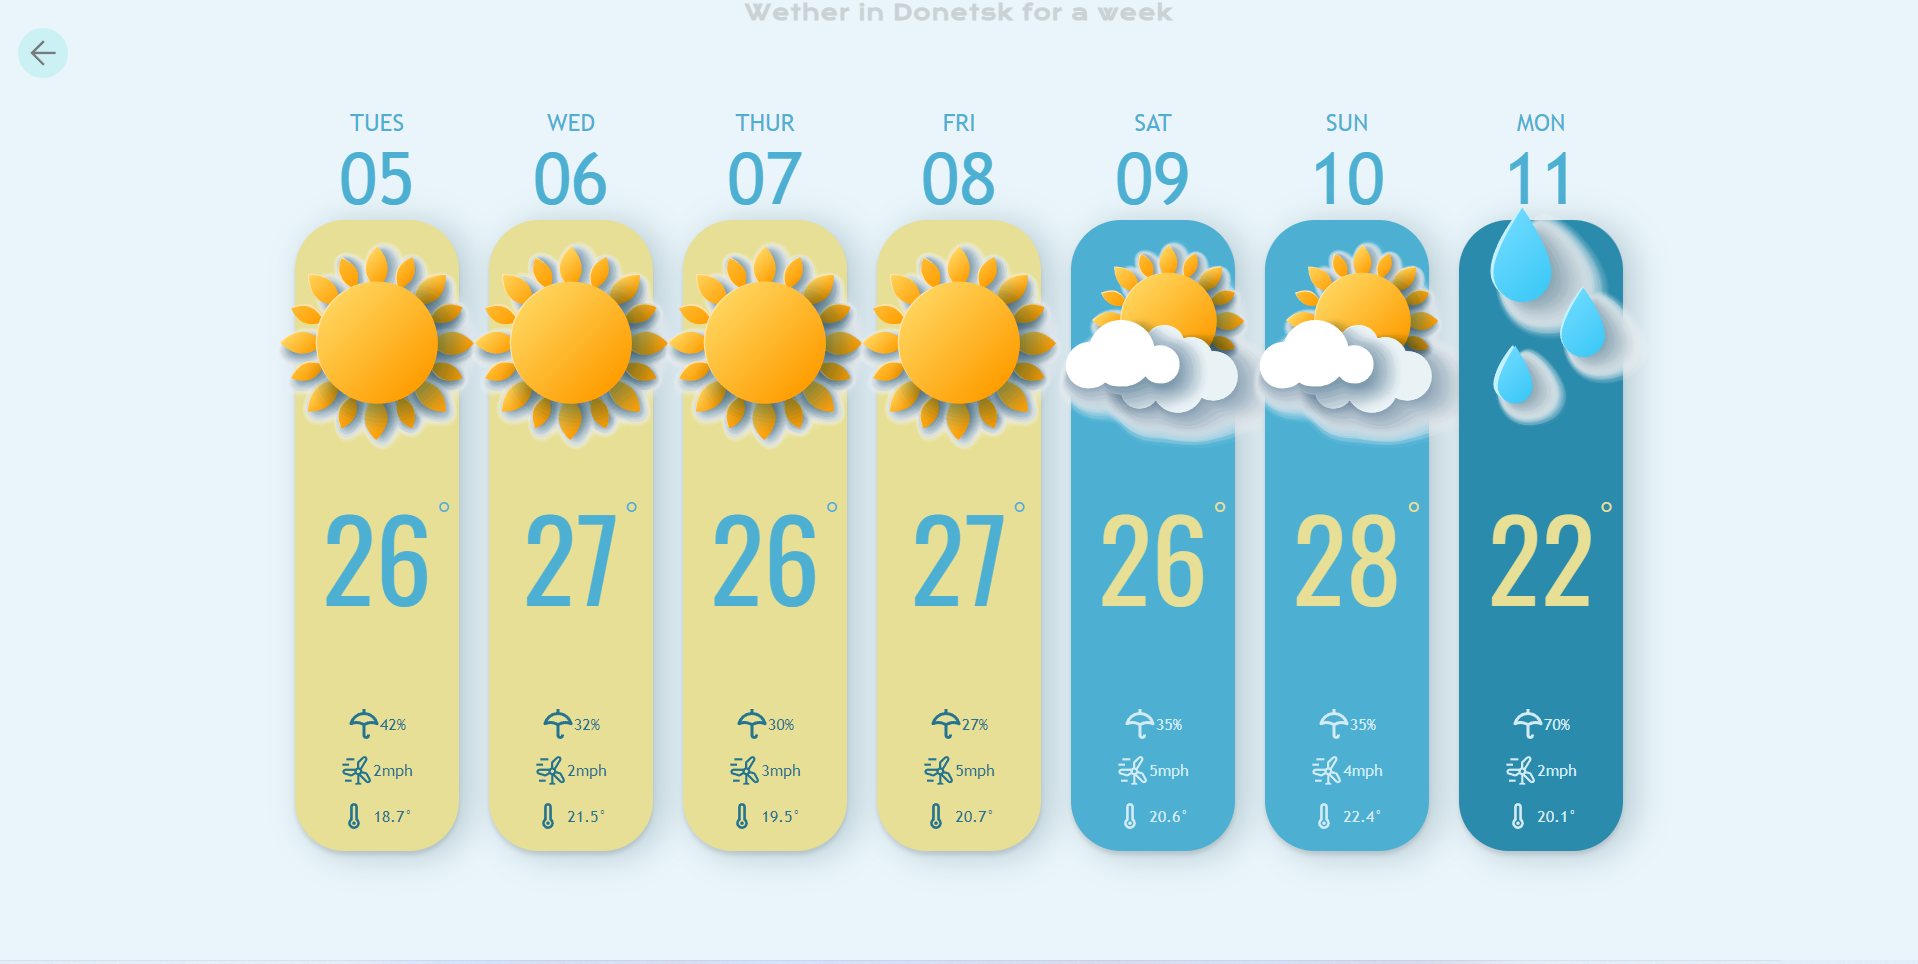 Wether in Donetsk for a week
TUES
05
26°
42%
2mph
18.7°
WED
06
27°
32%
2mph
21.5°
THUR
07
26°
30%
3mph
19.5°
FRI
08
27°
27%
5mph
20.7°
SAT
09
26°
35%
5mph
20.6°
SUN
10
28°
35%
4mph
22.4°
MON
11
22°
70%
2mph
20.1°